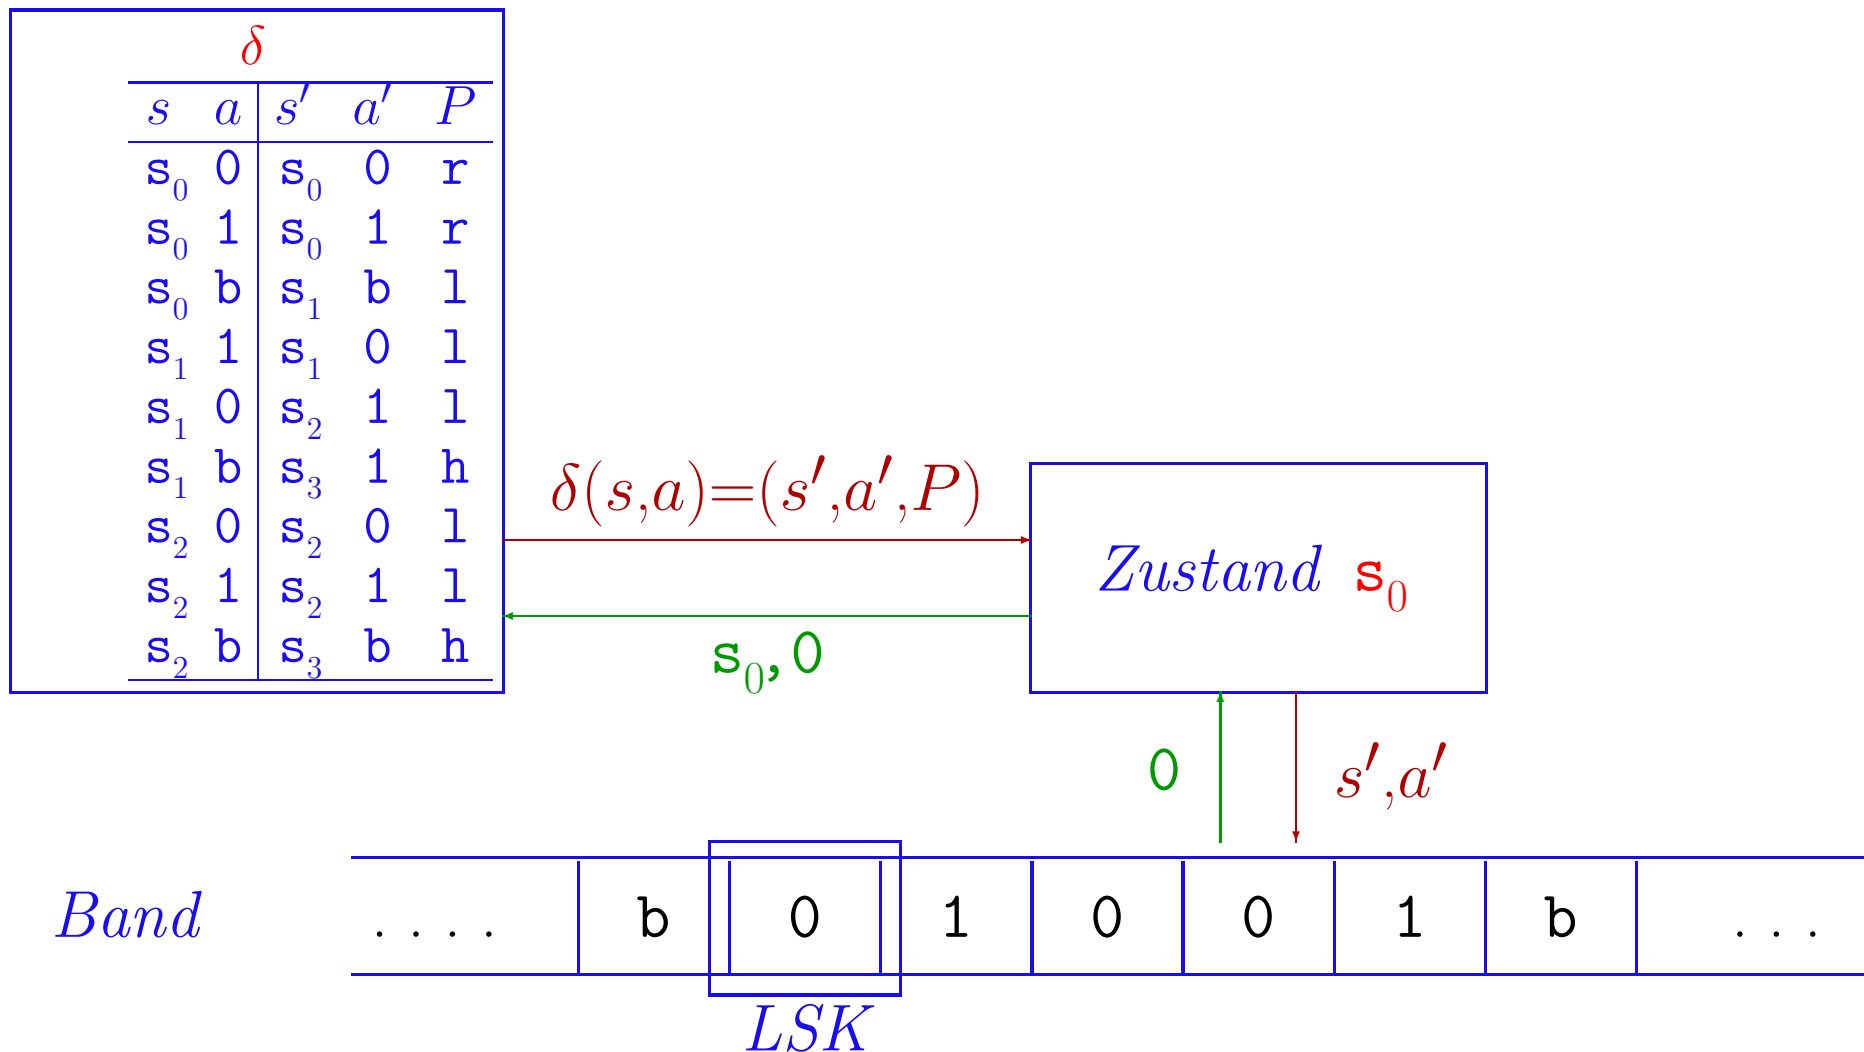 δ
s a s′ a′ P
s₀ 0 s₀ 0 r
s₀ 1 s₀ 1 r
s₀ b s₁ b l
s₁ 1 s₁ 0 l
s₁ 0 s₂ 1 l
s₁ b s₃ 1 h
s₂ 0 s₂ 0 l
s₂ 1 s₂ 1 l
s₂ b s₃ b h
δ(s,a)=(s′,a′,P)
Zustand s₀
s₀,0
0
s′,a′
Band . . . . b 0 1 0 0 1 b . . .
LSK